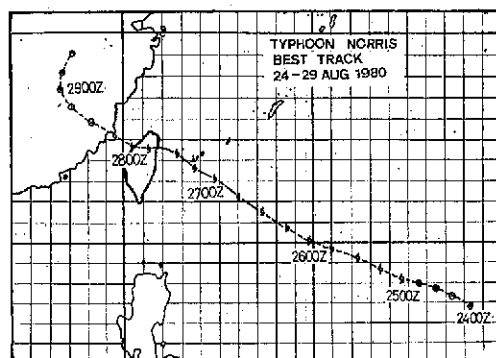 TYPHOON NORRIS
BEST TRACK
24-29 AUG 1980
2900Z
2800Z
2700Z
2600Z
2500Z
2400Z